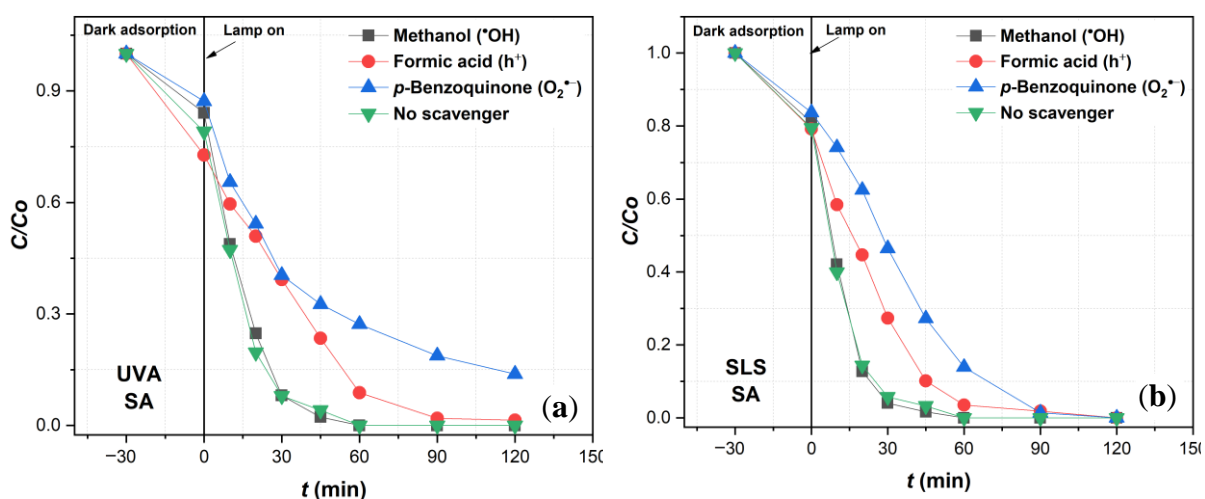 Dark adsorption
Lamp on
Methanol (•OH)
Formic acid (h⁺)
p-Benzoquinone (O₂•⁻)
No scavenger
C/Co
0.9
0.6
0.3
0.0
UVA
SA
(a)
−30 0 30 60 90 120 150
t (min)
Dark adsorption
Lamp on
Methanol (•OH)
Formic acid (h⁺)
p-Benzoquinone (O₂•⁻)
No scavenger
C/Co
1.0
0.8
0.6
0.4
0.2
0.0
SLS
SA
(b)
−30 0 30 60 90 120 150
t (min)